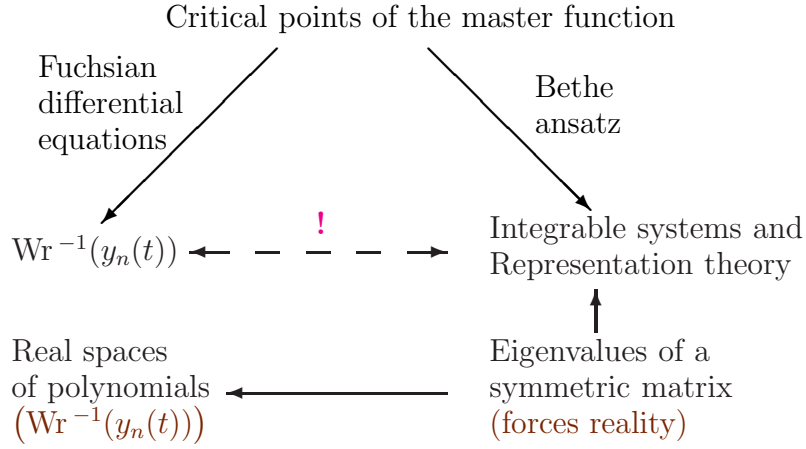 Critical points of the master function
Fuchsian
differential
equations
Bethe
ansatz
!
Wr⁻¹(yₙ(t))
Integrable systems and
Representation theory
Real spaces
of polynomials
(Wr⁻¹(yₙ(t)))
Eigenvalues of a
symmetric matrix
(forces reality)